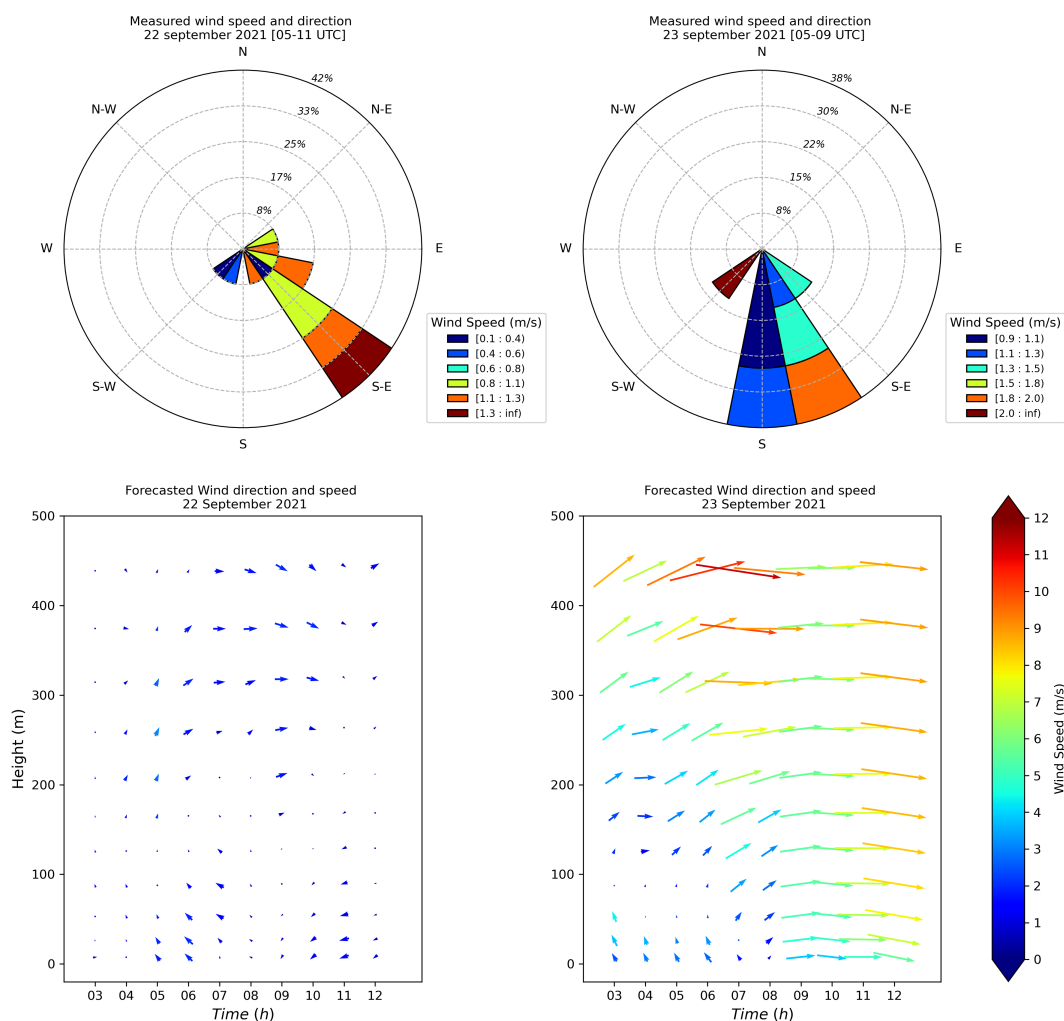 Measured wind speed and direction
22 september 2021 [05-11 UTC]
N
42%
33%
25%
17%
8%
N-W
N-E
W
E
S-W
S-E
S
Wind Speed (m/s)
[0.1 : 0.4)
[0.4 : 0.6)
[0.6 : 0.8)
[0.8 : 1.1)
[1.1 : 1.3)
[1.3 : inf)
Measured wind speed and direction
23 september 2021 [05-09 UTC]
N
38%
30%
22%
15%
8%
N-W
N-E
W
E
S-W
S-E
S
Wind Speed (m/s)
[0.9 : 1.1)
[1.1 : 1.3)
[1.3 : 1.5)
[1.5 : 1.8)
[1.8 : 2.0)
[2.0 : inf)
Forecasted Wind direction and speed
22 September 2021
500
400
300
200
100
0
Height (m)
03 04 05 06 07 08 09 10 11 12
Time (h)
Forecasted Wind direction and speed
23 September 2021
500
400
300
200
100
0
03 04 05 06 07 08 09 10 11 12
Time (h)
12
11
10
9
8
7
6
5
4
3
2
1
0
Wind Speed (m/s)